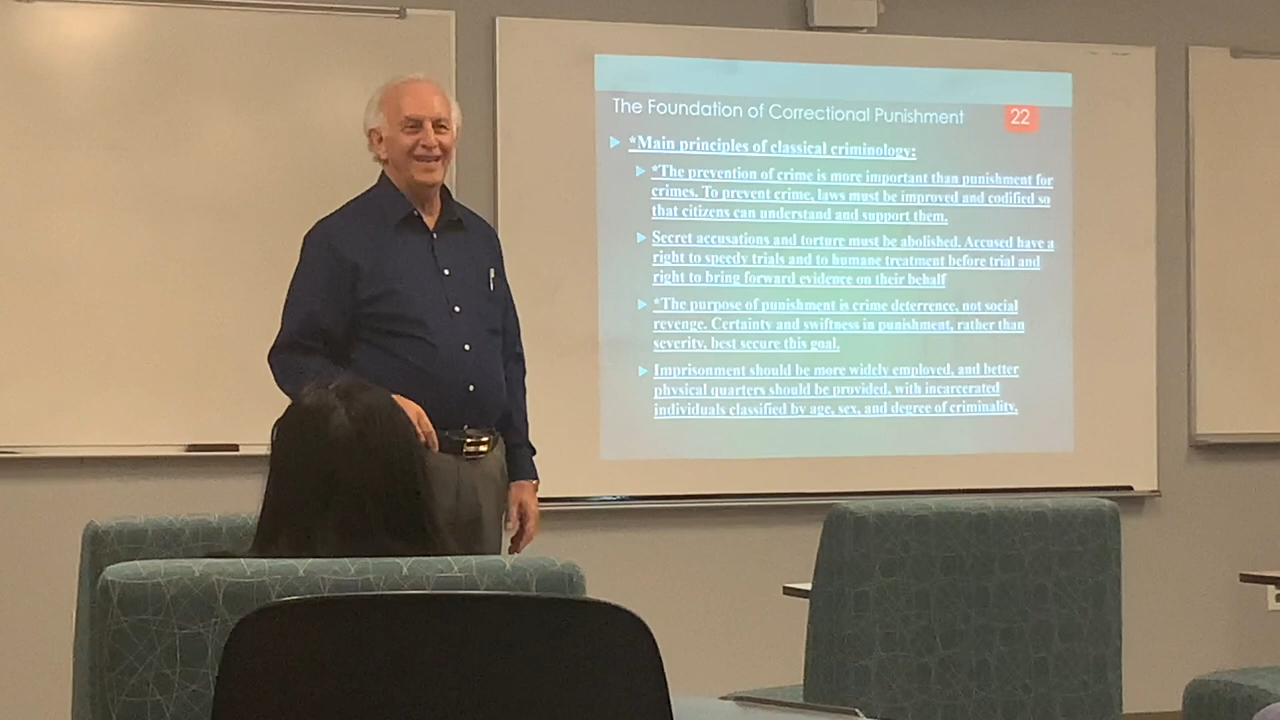 The Foundation of Correctional Punishment 22
*Main principles of classical criminology:
*The prevention of crime is more important than punishment for
crimes. To prevent crime, laws must be improved and codified so
that citizens can understand and support them.
Secret accusations and torture must be abolished. Accused have a
right to speedy trials and to humane treatment before trial and
right to bring forward evidence on their behalf
*The purpose of punishment is crime deterrence, not social
revenge. Certainty and swiftness in punishment, rather than
severity, best secure this goal.
Imprisonment should be more widely employed, and better
physical quarters should be provided, with incarcerated
individuals classified by age, sex, and degree of criminality.